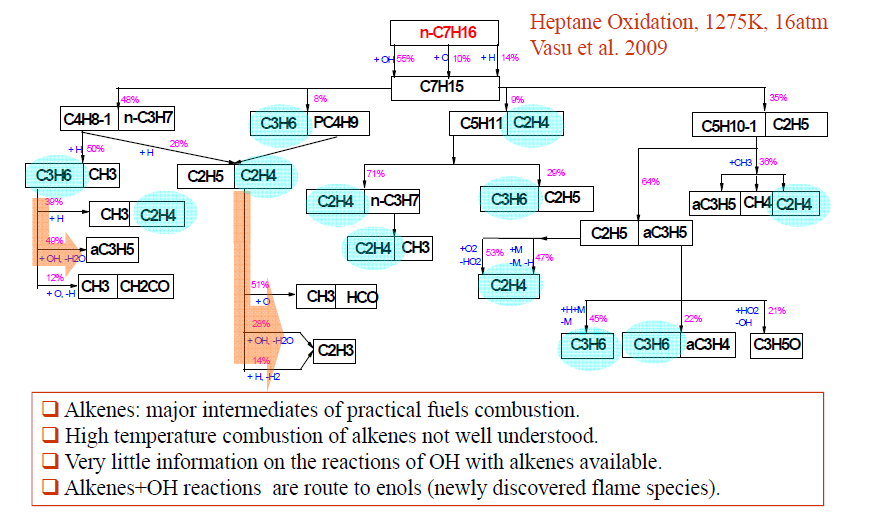 Heptane Oxidation, 1275K, 16atm
Vasu et al. 2009
n-C7H16
+ OH 55% + O 10% + H 14%
C7H15
48% 8% 9% 35%
C4H8-1 n-C3H7 C3H6 PC4H9 C5H11 C2H4 C5H10-1 C2H5
+ H 50% + H 26%
+CH3 36%
64%
C3H6 CH3 C2H5 C2H4
71% 29%
C2H4 n-C3H7 C3H6 C2H5
aC3H5 CH4 C2H4
39%
+ H
CH3 C2H4
C2H5 aC3H5
49%
+ OH, -H2O
aC3H5
C2H4 CH3
+O2
-HO2
53%
+M
-M, -H
47%
C2H4
12%
+ O, -H
CH3 CH2CO
51%
+ O
CH3 HCO
28%
+ OH, -H2O
C2H3
14%
+ H, -H2
+H+M
-M
45%
22%
+HO2
-OH
21%
C3H6 C3H6 aC3H4 C3H5O
❑ Alkenes: major intermediates of practical fuels combustion.
❑ High temperature combustion of alkenes not well understood.
❑ Very little information on the reactions of OH with alkenes available.
❑ Alkenes+OH reactions are route to enols (newly discovered flame species).